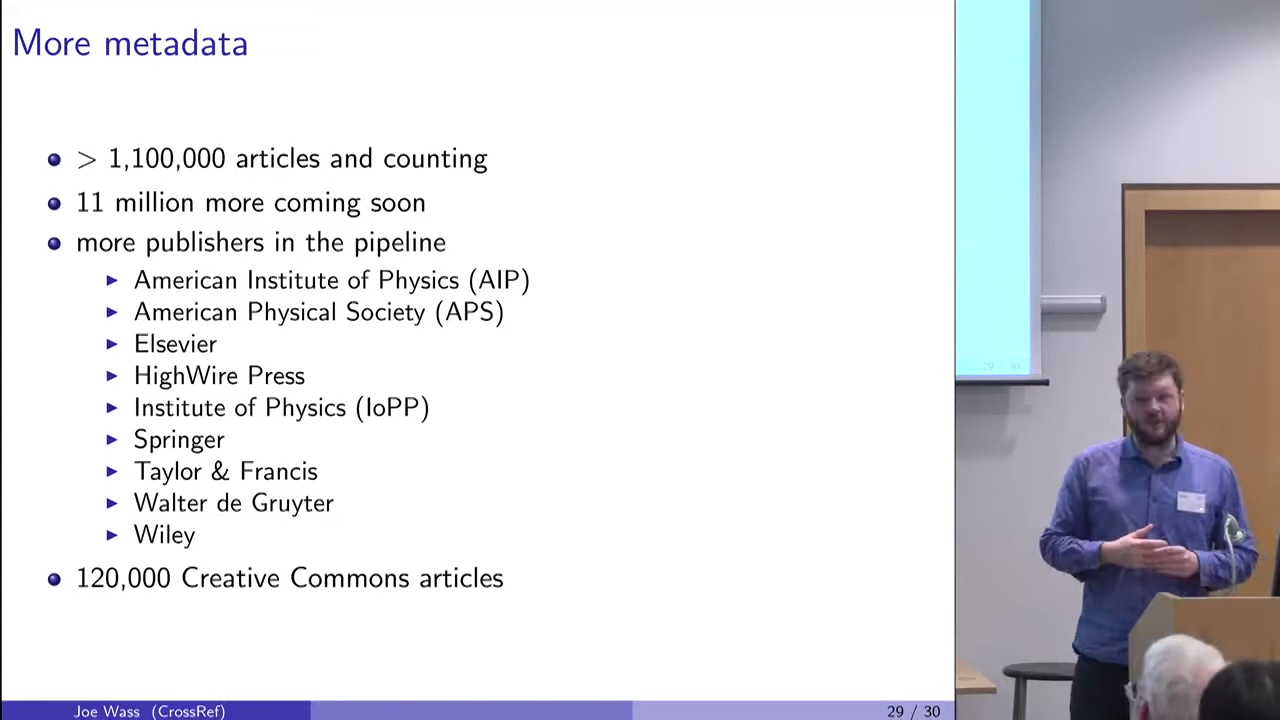 More metadata
> 1,100,000 articles and counting
11 million more coming soon
more publishers in the pipeline
American Institute of Physics (AIP)
American Physical Society (APS)
Elsevier
HighWire Press
Institute of Physics (IoPP)
Springer
Taylor & Francis
Walter de Gruyter
Wiley
120,000 Creative Commons articles
Joe Wass (CrossRef)
29 / 30
29 / 30